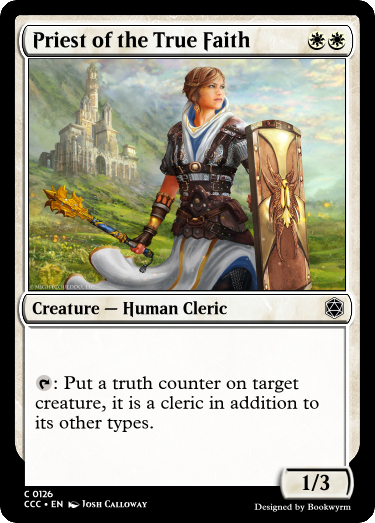 Priest of the True Faith
Creature — Human Cleric
: Put a truth counter on target
creature, it is a cleric in addition to
its other types.
1/3
C 0126
CCC • EN Josh Calloway
Designed by Bookwyrm